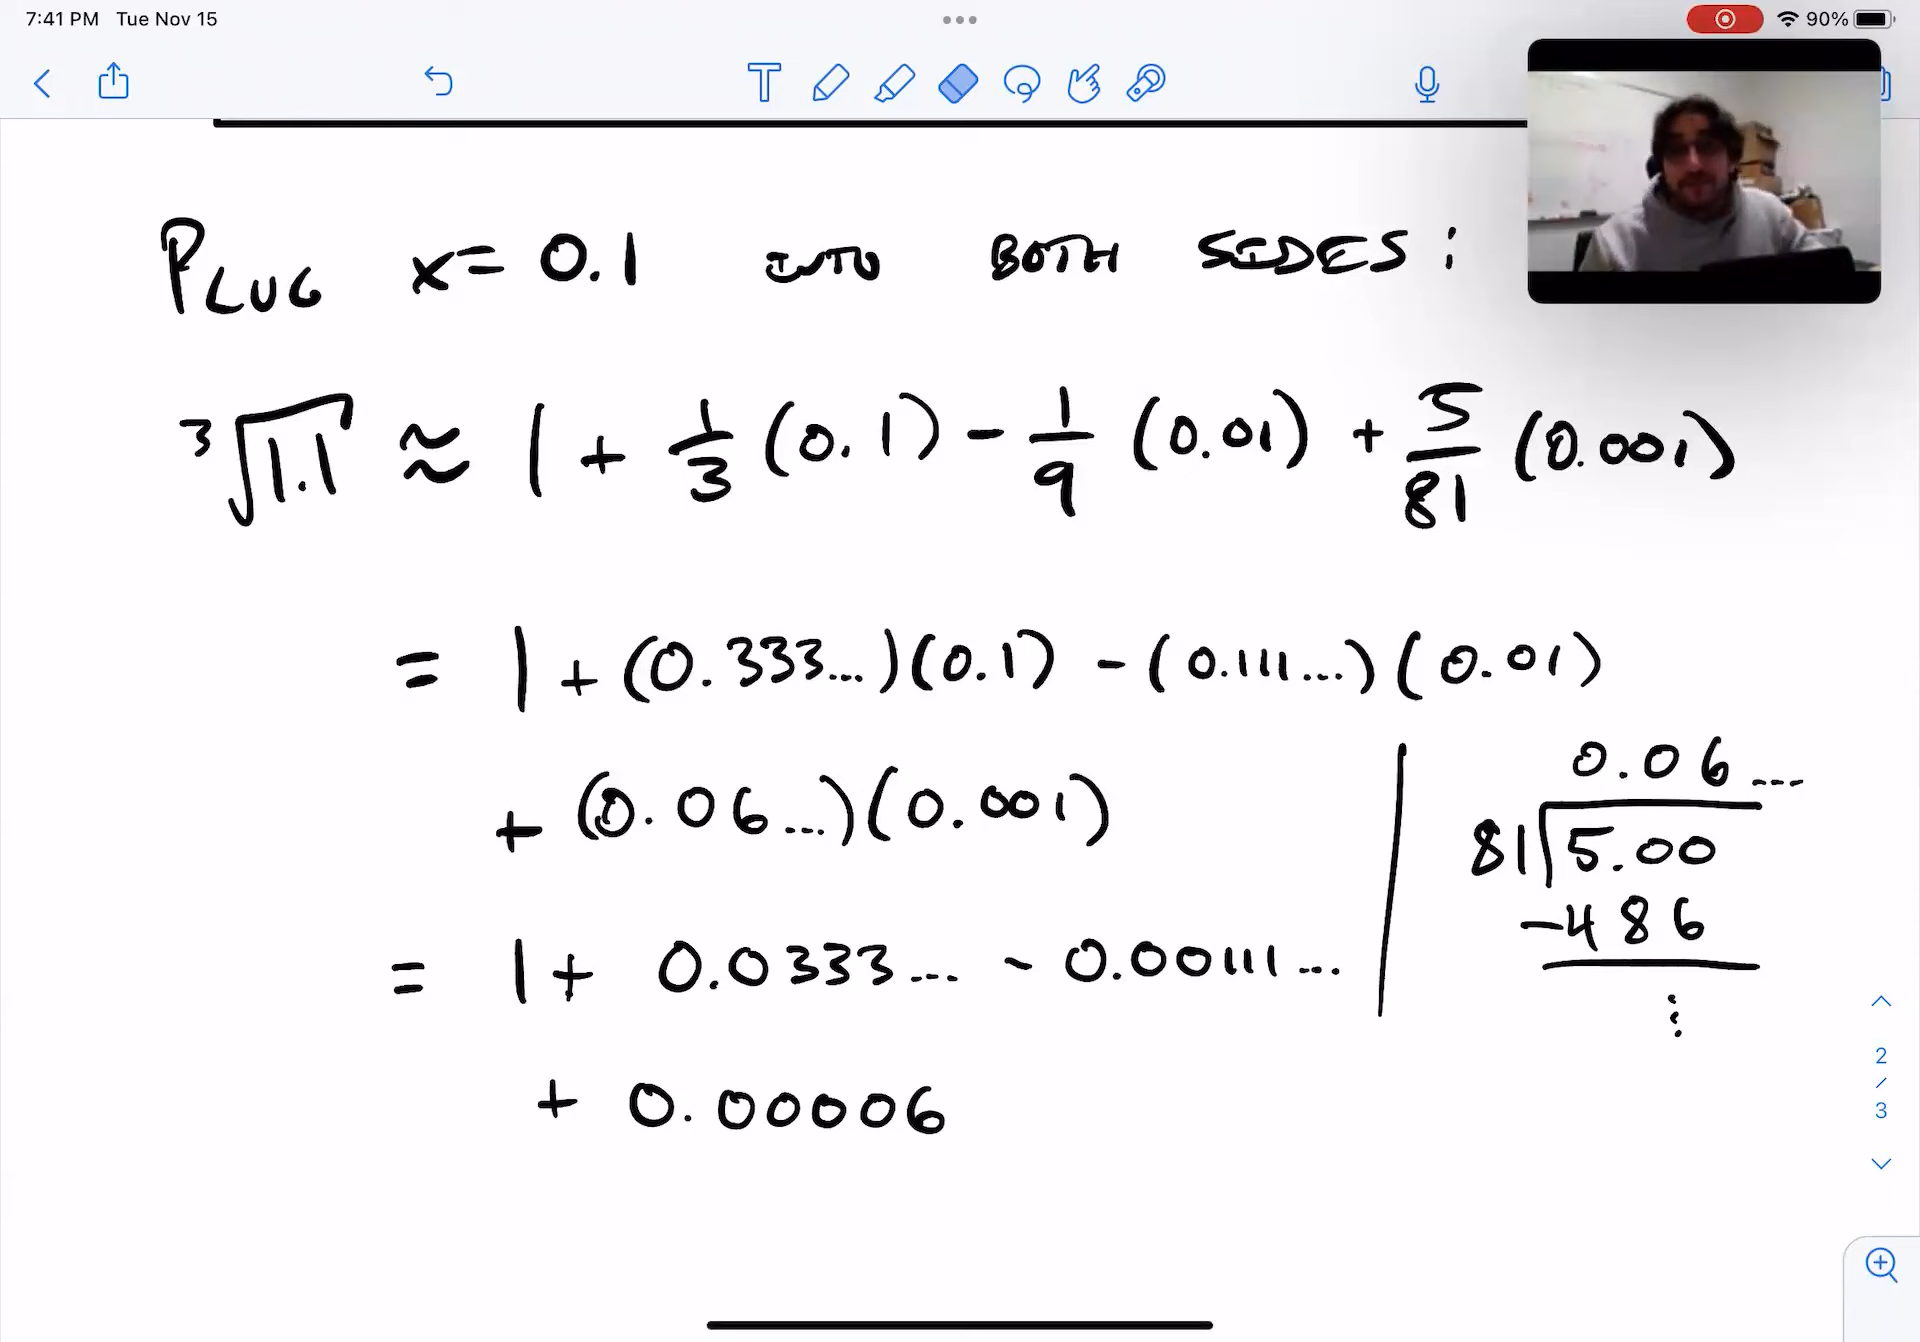 7:41 PM Tue Nov 15
90%
T
PLUG x = 0.1 INTO BOTH SIDES:
∛1.1 ≈ 1 + 1/3 (0.1) - 1/9 (0.01) + 5/81 (0.001)
= 1 + (0.333...)(0.1) - (0.111...)(0.01)
+ (0.06...)(0.001)
= 1 + 0.0333... - 0.00111...
+ 0.00006
0.06...
81 5.00
-486
⋮
2
/
3